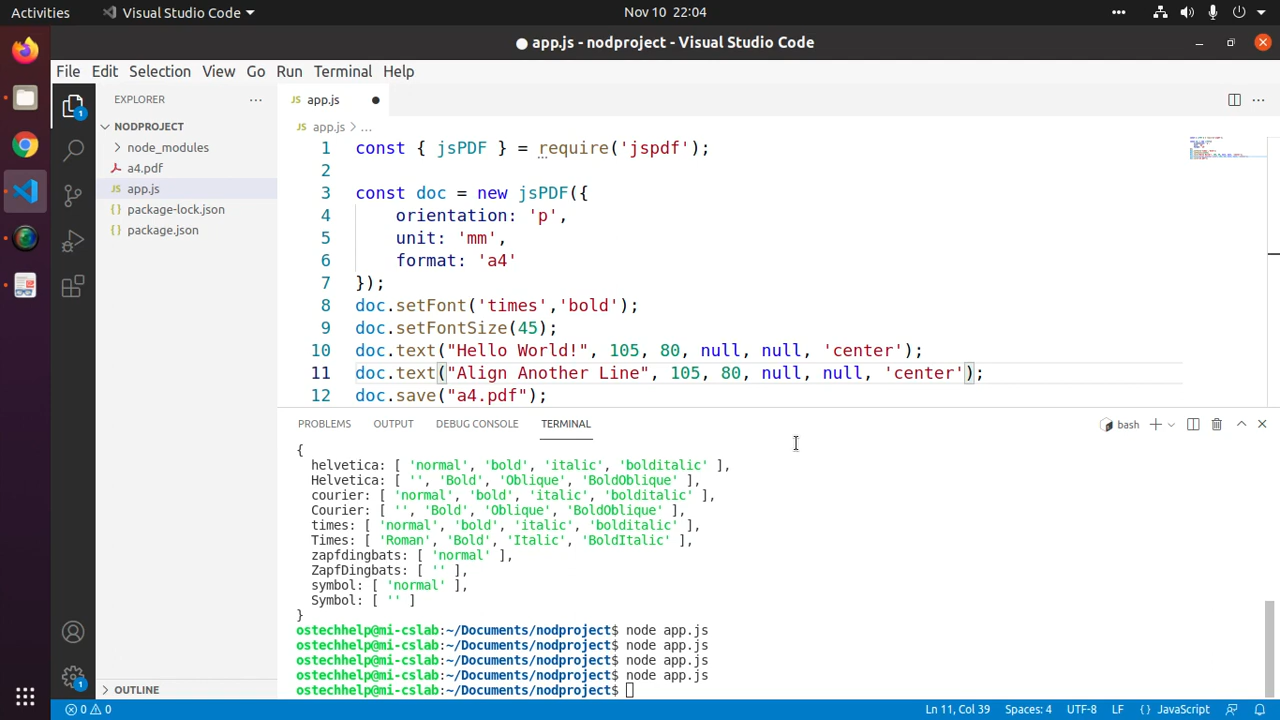 Activities
Visual Studio Code
Nov 10 22:04
app.js - nodproject - Visual Studio Code
File Edit Selection View Go Run Terminal Help
1
EXPLORER
NODPROJECT
node_modules
a4.pdf
JS app.js
{} package-lock.json
{} package.json
OUTLINE
1
JS app.js
JS app.js > ...
1 const { jsPDF } = require('jspdf');
2
3 const doc = new jsPDF({
4 orientation: 'p',
5 unit: 'mm',
6 format: 'a4'
7 });
8 doc.setFont('times','bold');
9 doc.setFontSize(45);
10 doc.text("Hello World!", 105, 80, null, null, 'center');
11 doc.text("Align Another Line", 105, 80, null, null, 'center');
12 doc.save("a4.pdf");
PROBLEMS OUTPUT DEBUG CONSOLE TERMINAL
bash
{
helvetica: [ 'normal', 'bold', 'italic', 'bolditalic' ],
Helvetica: [ '', 'Bold', 'Oblique', 'BoldOblique' ],
courier: [ 'normal', 'bold', 'italic', 'bolditalic' ],
Courier: [ '', 'Bold', 'Oblique', 'BoldOblique' ],
times: [ 'normal', 'bold', 'italic', 'bolditalic' ],
Times: [ 'Roman', 'Bold', 'Italic', 'BoldItalic' ],
zapfdingbats: [ 'normal' ],
ZapfDingbats: [ '' ],
symbol: [ 'normal' ],
Symbol: [ '' ]
}
ostechhelp@mi-cslab:~/Documents/nodproject$ node app.js
ostechhelp@mi-cslab:~/Documents/nodproject$ node app.js
ostechhelp@mi-cslab:~/Documents/nodproject$ node app.js
ostechhelp@mi-cslab:~/Documents/nodproject$ node app.js
ostechhelp@mi-cslab:~/Documents/nodproject$
0 0
Ln 11, Col 39 Spaces: 4 UTF-8 LF {} JavaScript